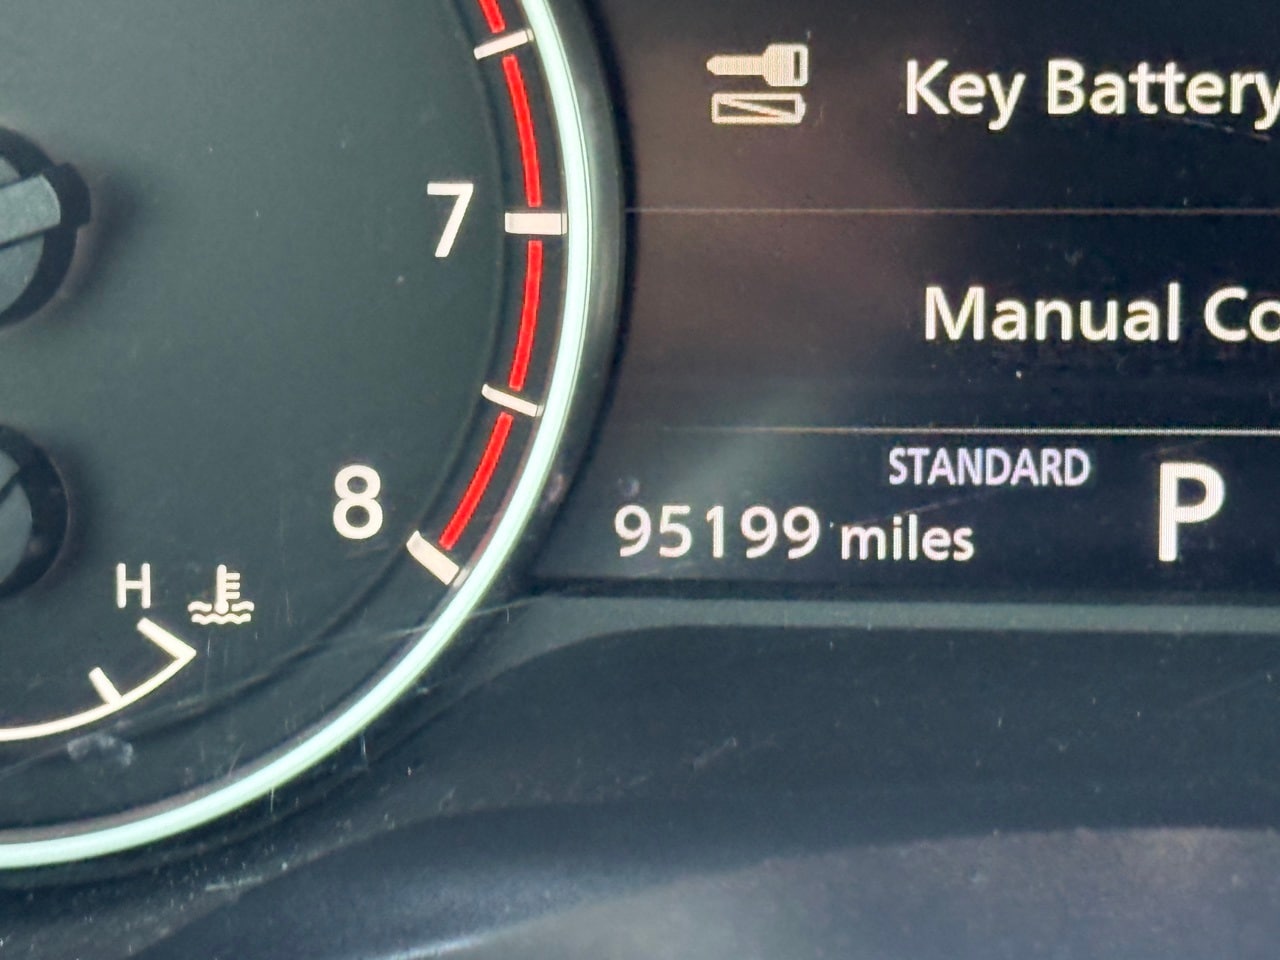 Key Battery
7
Manual Co
STANDARD
P
8
95199 miles
H